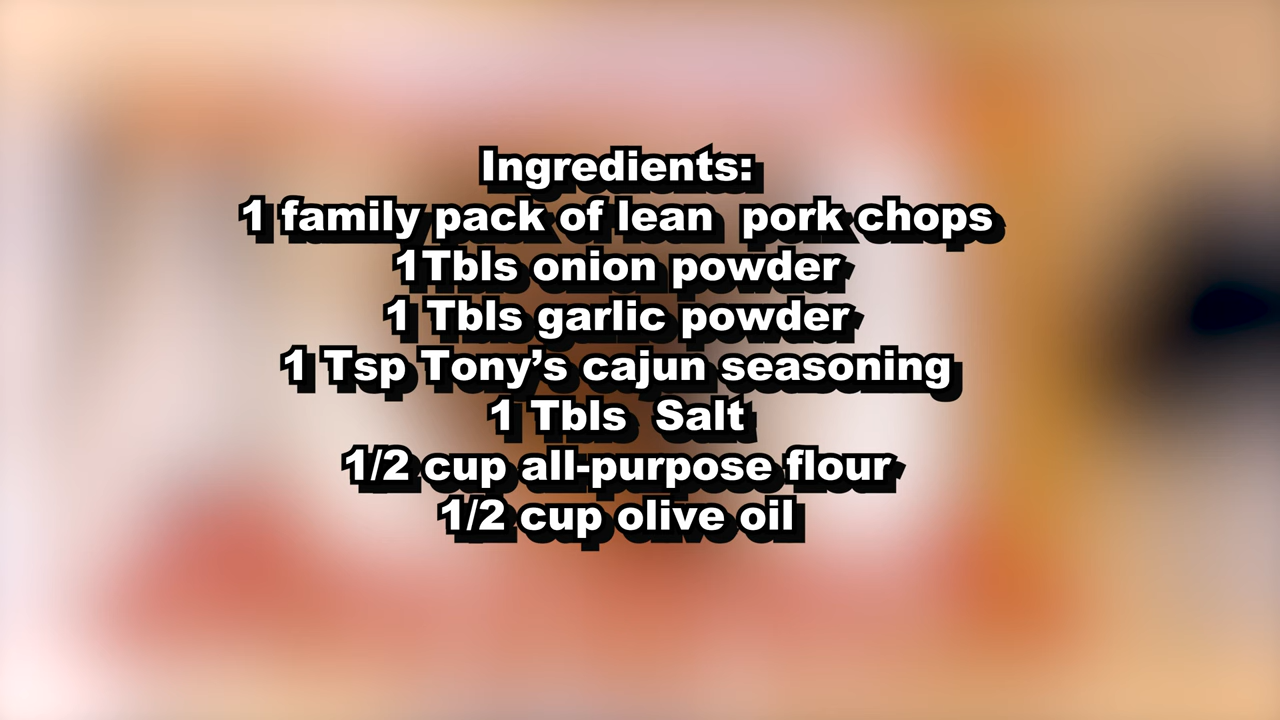 Ingredients:
1 family pack of lean  pork chops
1Tbls onion powder
1 Tbls garlic powder
1 Tsp Tony’s cajun seasoning
1 Tbls  Salt
1/2 cup all-purpose flour
1/2 cup olive oil